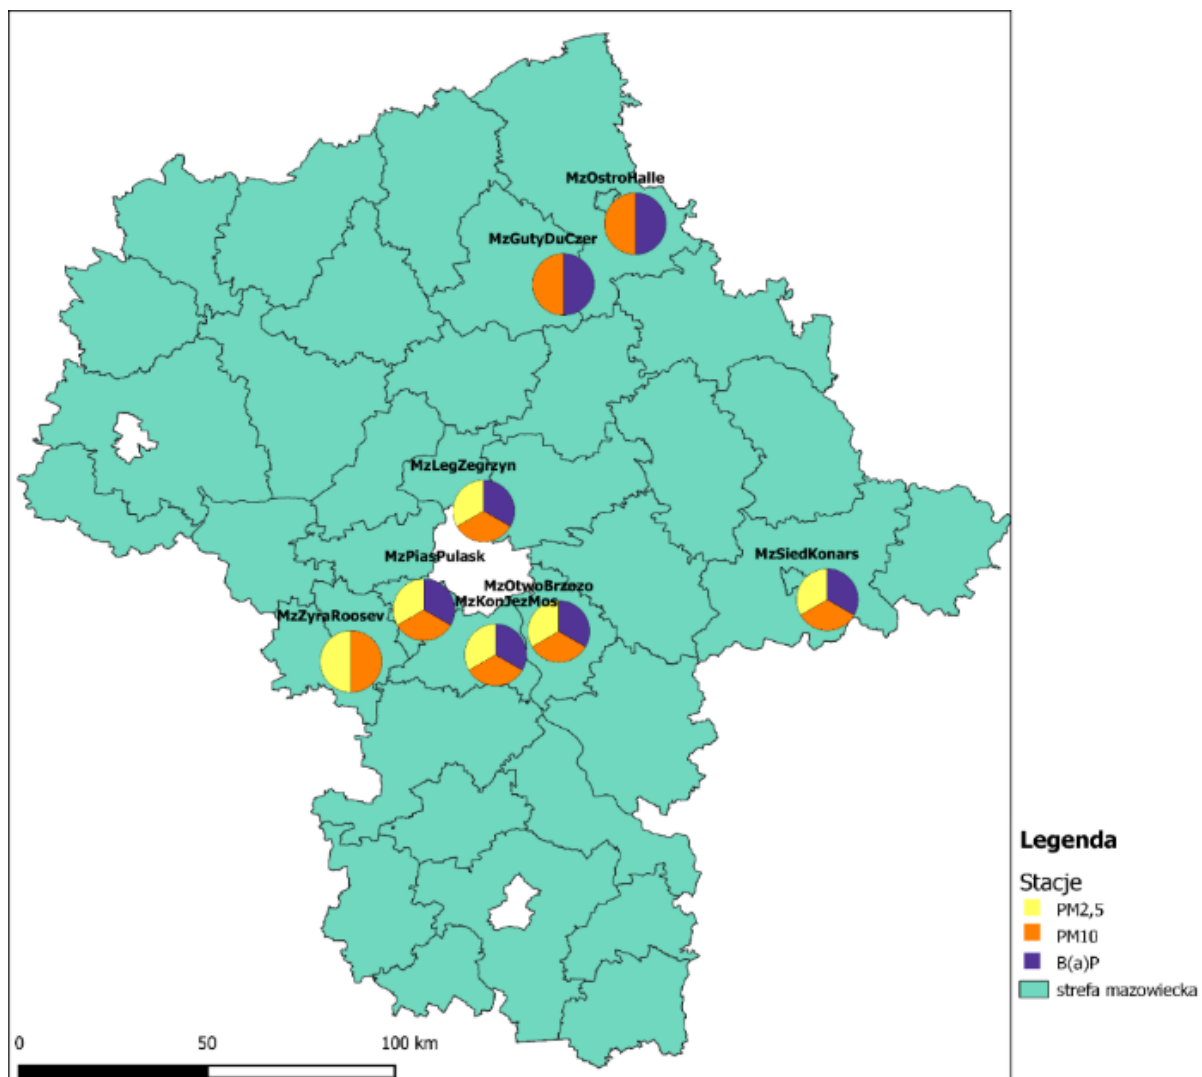 MzOstroHalle
MzGutyDuCzer
MzLegZegrzyn
MzPiasPulask
MzSiedKonars
MzOtwoBrzozo
MzKonJezMos
MzZyraRoosev
Legenda
Stacje
PM2,5
PM10
B(a)P
strefa mazowiecka
0 50 100 km